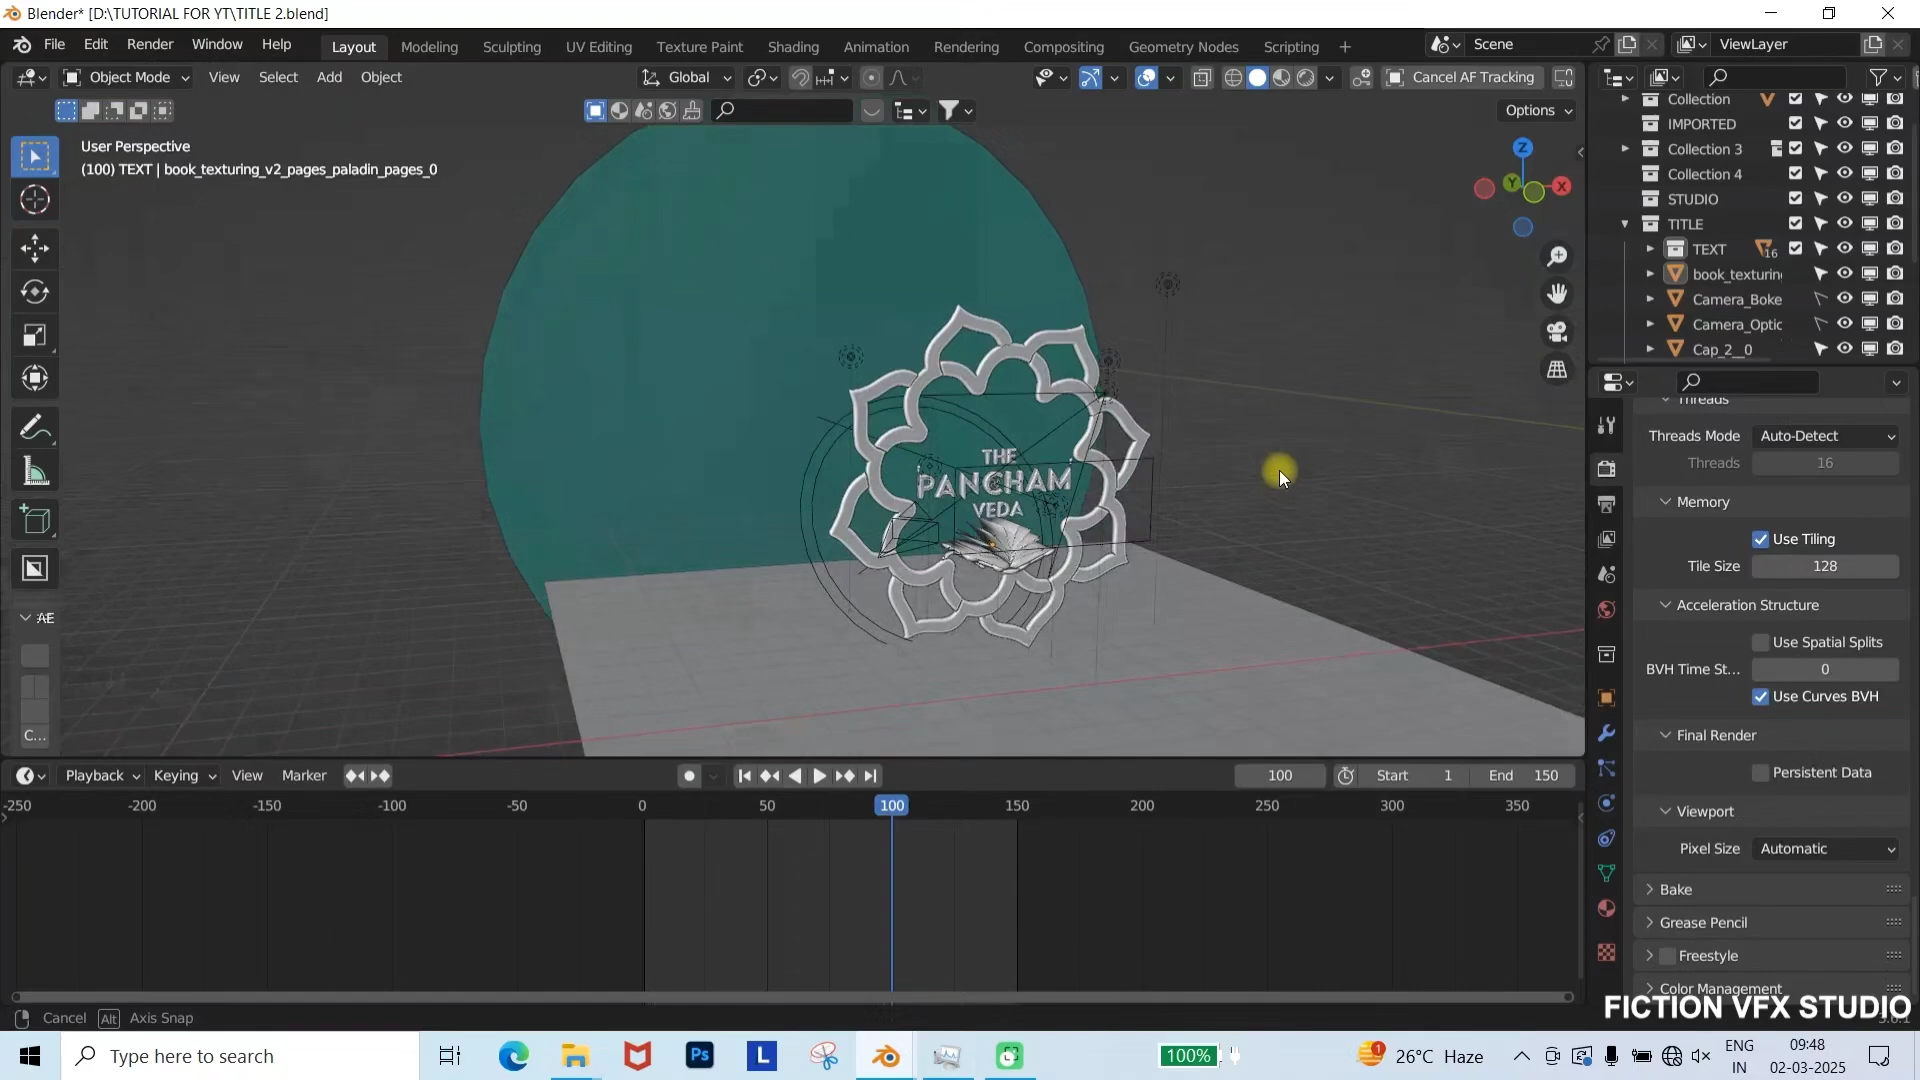 Blender* [D:\TUTORIAL FOR YT\TITLE 2.blend]
File Edit Render Window Help
Layout Modeling Sculpting UV Editing Texture Paint Shading Animation Rendering Compositing Geometry Nodes Scripting +
Scene
ViewLayer
Object Mode View Select Add Object
Global
Cancel AF Tracking
Options
User Perspective
(100) TEXT | book_texturing_v2_pages_paladin_pages_0
Z
Y
X
AE
C...
THE
PANCHAM
VEDA
Collection
IMPORTED
Collection 3
Collection 4
STUDIO
TITLE
TEXT 16
book_texturin
Camera_Boke
Camera_Optic
Cap_2__0
Threads
Threads Mode Auto-Detect
Threads 16
Memory
Use Tiling
Tile Size 128
Acceleration Structure
Use Spatial Splits
BVH Time St... 0
Use Curves BVH
Final Render
Persistent Data
Viewport
Pixel Size Automatic
Bake
Grease Pencil
Freestyle
Color Management
Playback Keying View Marker
100
Start 1 End 150
-250 -200 -150 -100 -50 0 50 100 150 200 250 300 350
Cancel Alt Axis Snap
FICTION VFX STUDIO
Type here to search
Ps
L
100%
1
26°C Haze
ENG
IN
09:48
02-03-2025